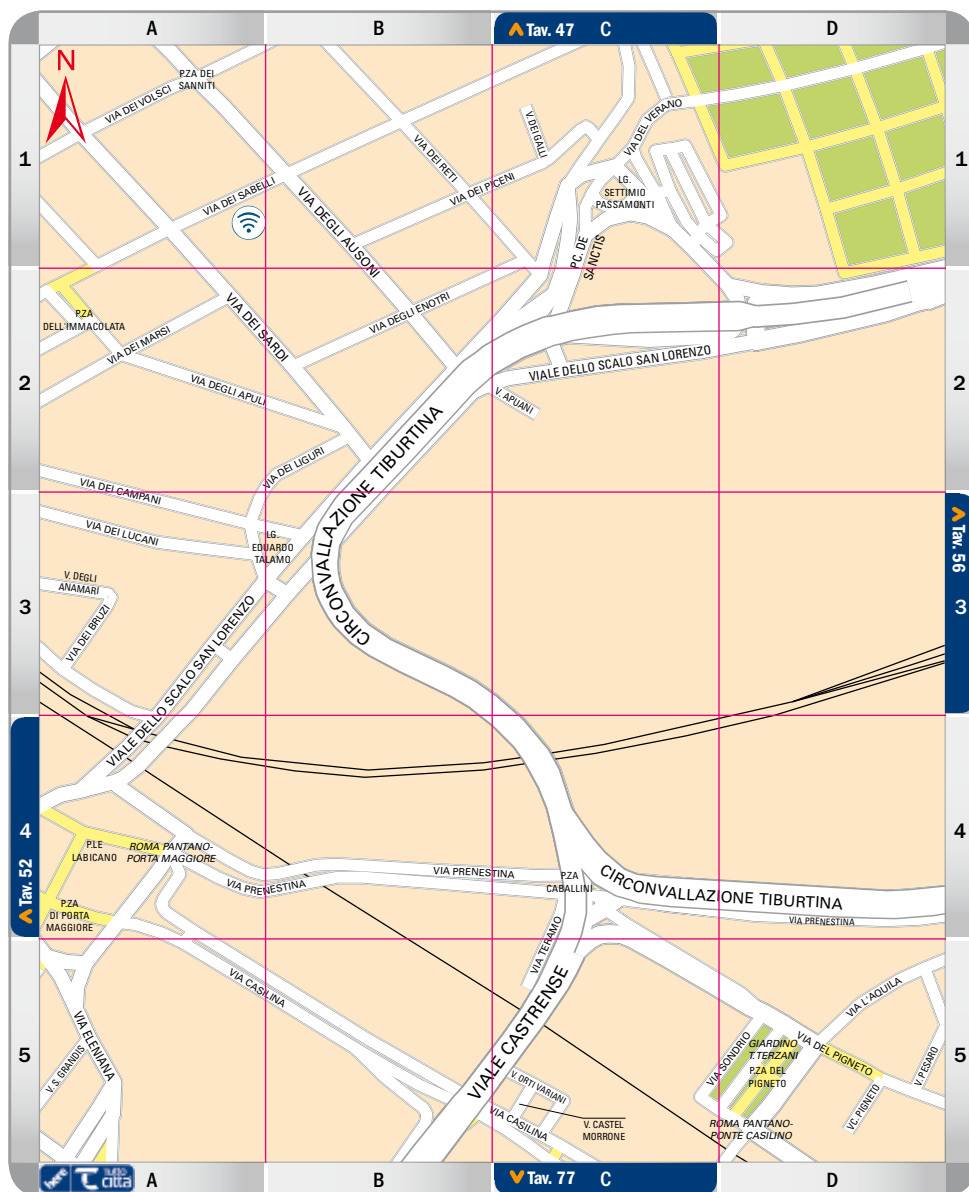 A
B
Tav. 47 C
D
N
P.ZA DEI
SANNITI
VIA DEI VOLSCI
VIA DEL VERANO
V. DEI GALLI
VIA DEI RETI
1
1
VIA DEI PICENI
LG.
SETTIMIO
PASSAMONTI
VIA DEI SABELLI
VIA DEGLI AUSONI
P.C. DE
SANCTIS
P.ZA
DELL'IMMACOLATA
VIA DEI SARDI
VIA DEGLI ENOTRI
VIA DEI MARSI
VIALE DELLO SCALO SAN LORENZO
2
2
VIA DEGLI APULI
V. APUANI
CIRCONVALLAZIONE TIBURTINA
VIA DEI LIGURI
VIA DEI CAMPANI
VIA DEI LUCANI
LG.
EDUARDO
TALAMO
Tav. 56
V. DEGLI
ANAMARI
3
3
VIA DEI BRUZI
VIALE DELLO SCALO SAN LORENZO
4
4
Tav. 52
P.LE
LABICANO
ROMA PANTANO-
PORTA MAGGIORE
VIA PRENESTINA
VIA PRENESTINA
P.ZA
CABALLINI
CIRCONVALLAZIONE TIBURTINA
VIA PRENESTINA
P.ZA
DI PORTA
MAGGIORE
VIA TERAMO
VIA CASILINA
VIALE CASTRENSE
VIA L'AQUILA
VIA ELENIANA
V. S. GRANDIS
5
5
VIA SONDRIO
GIARDINO
T.TERZANI
P.ZA DEL
PIGNETO
VIA DEL PIGNETO
V. PESARO
VC. PIGNETO
V. ORTI VARIANI
VIA CASILINA
V. CASTEL
MORRONE
ROMA PANTANO-
PONTE CASILINO
here
TUTTO
città
A
B
Tav. 77 C
D